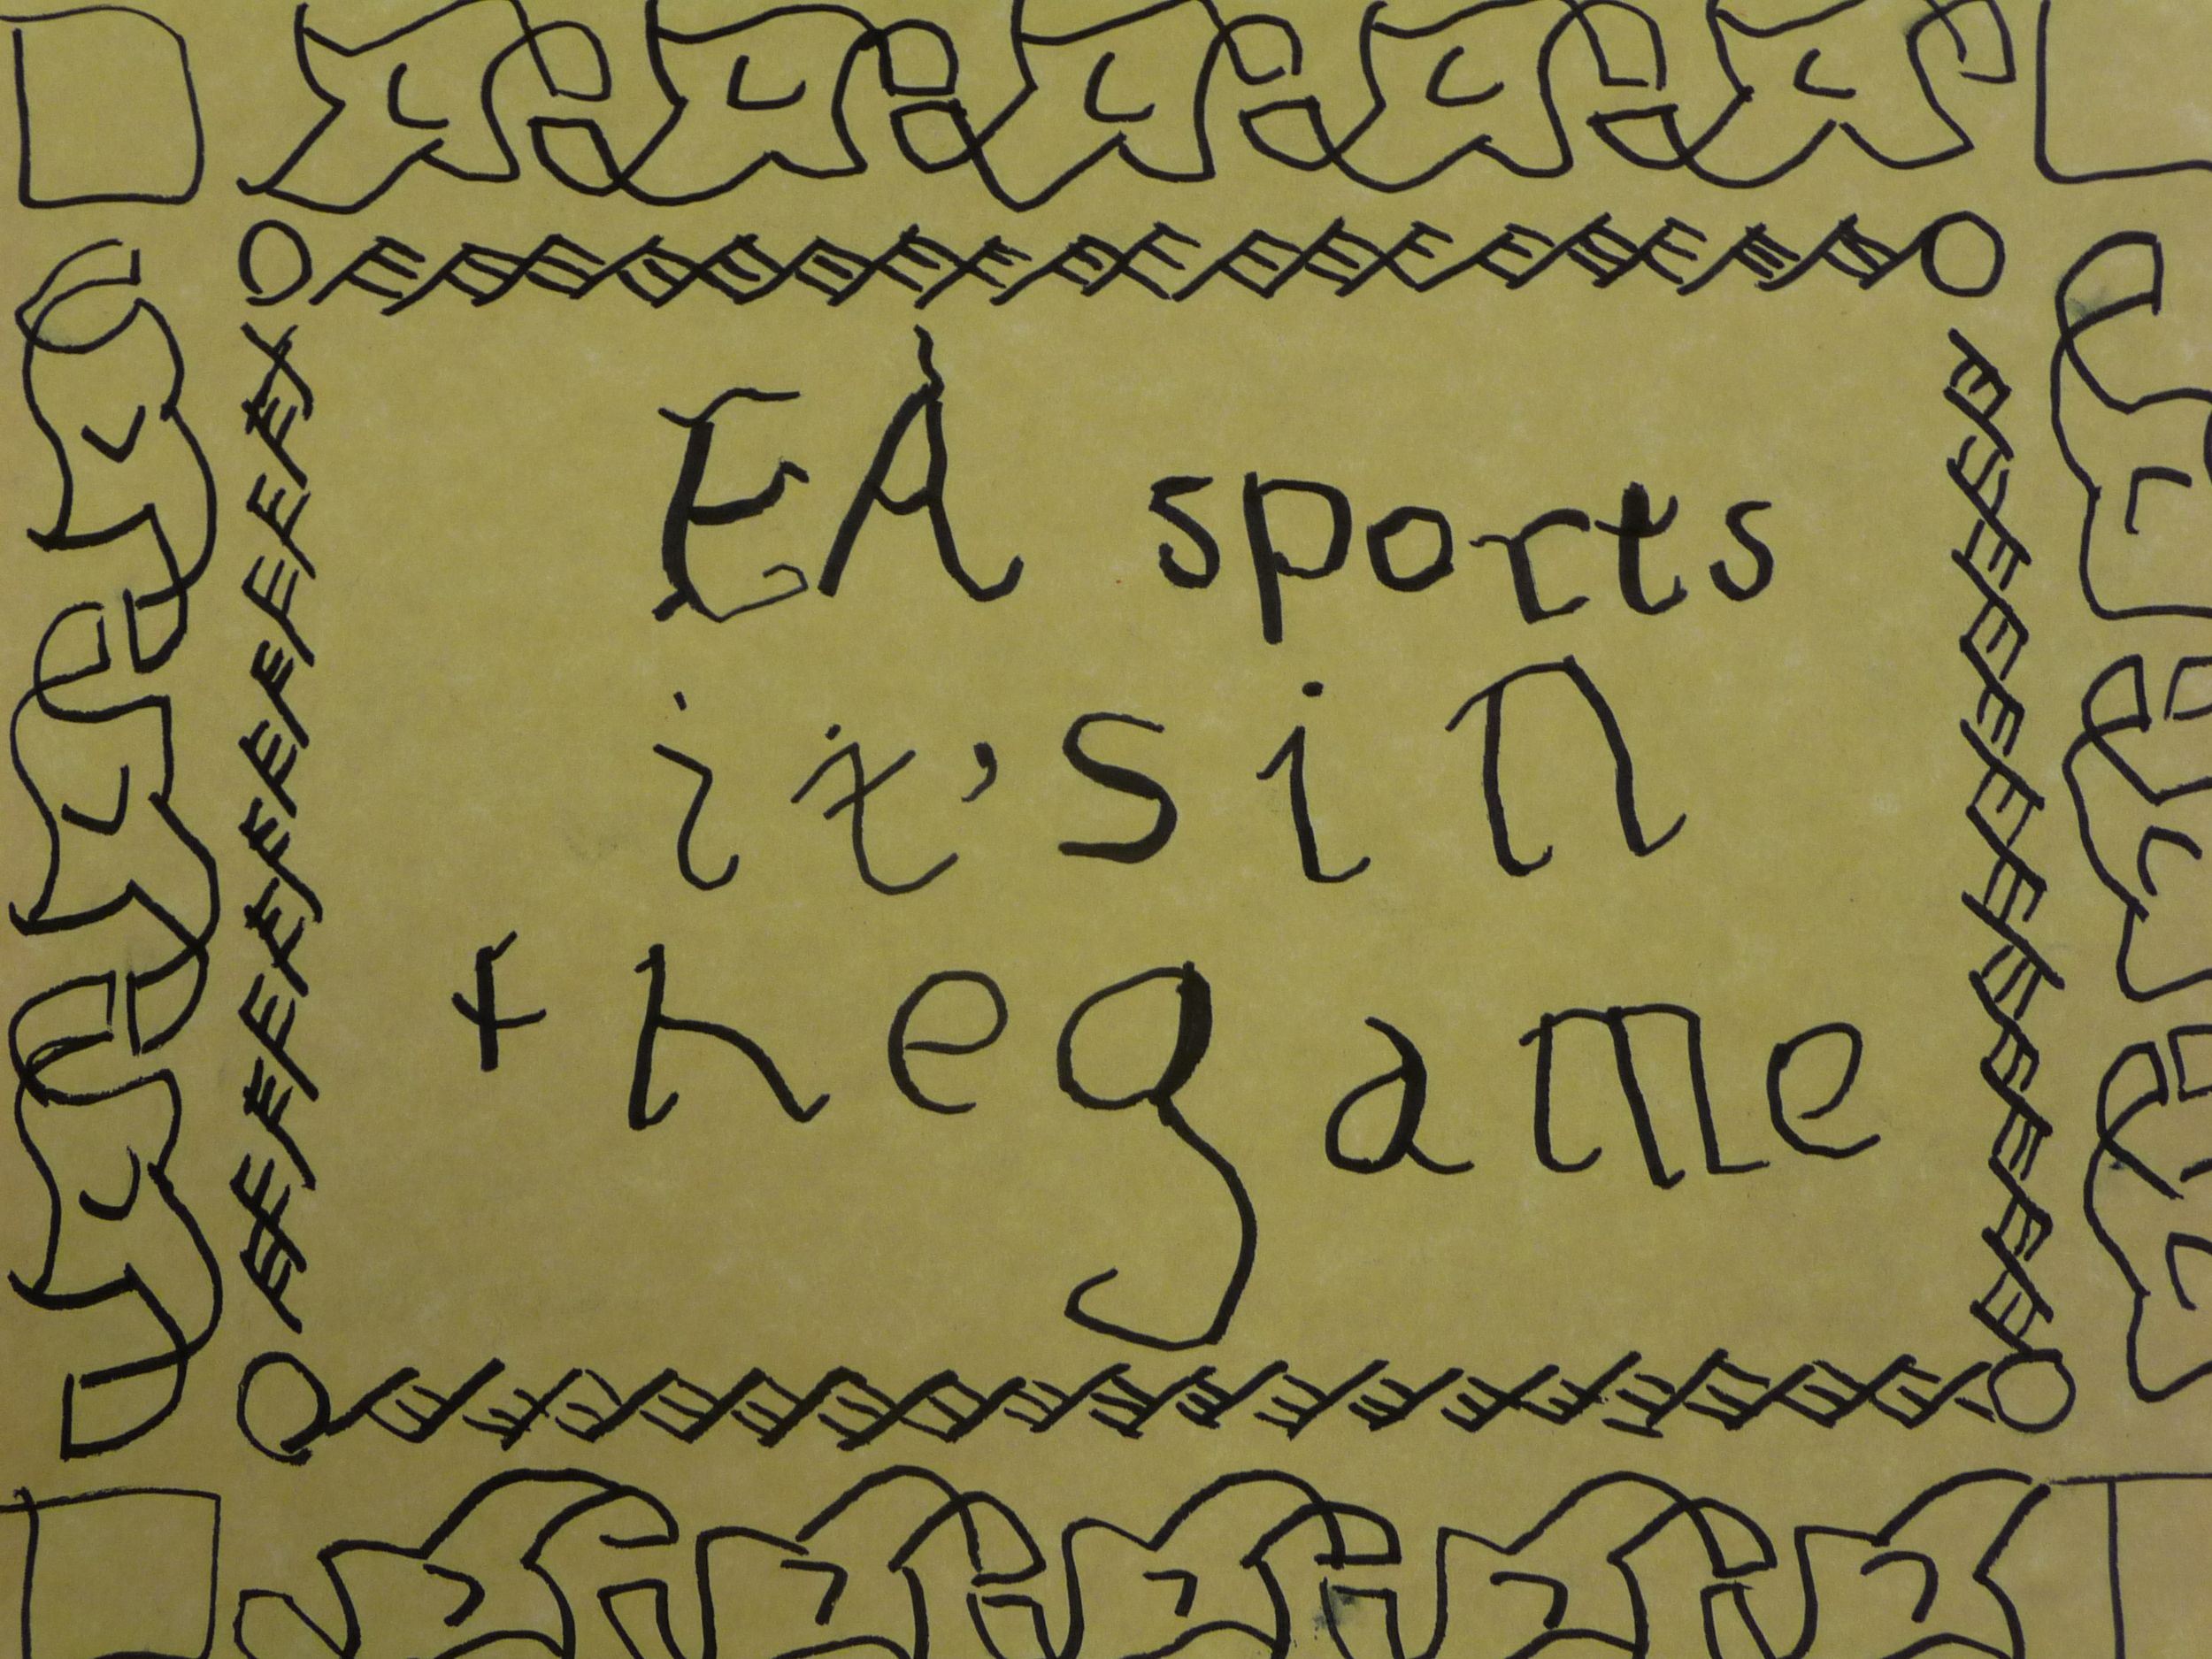 EA sports
it's in
the game